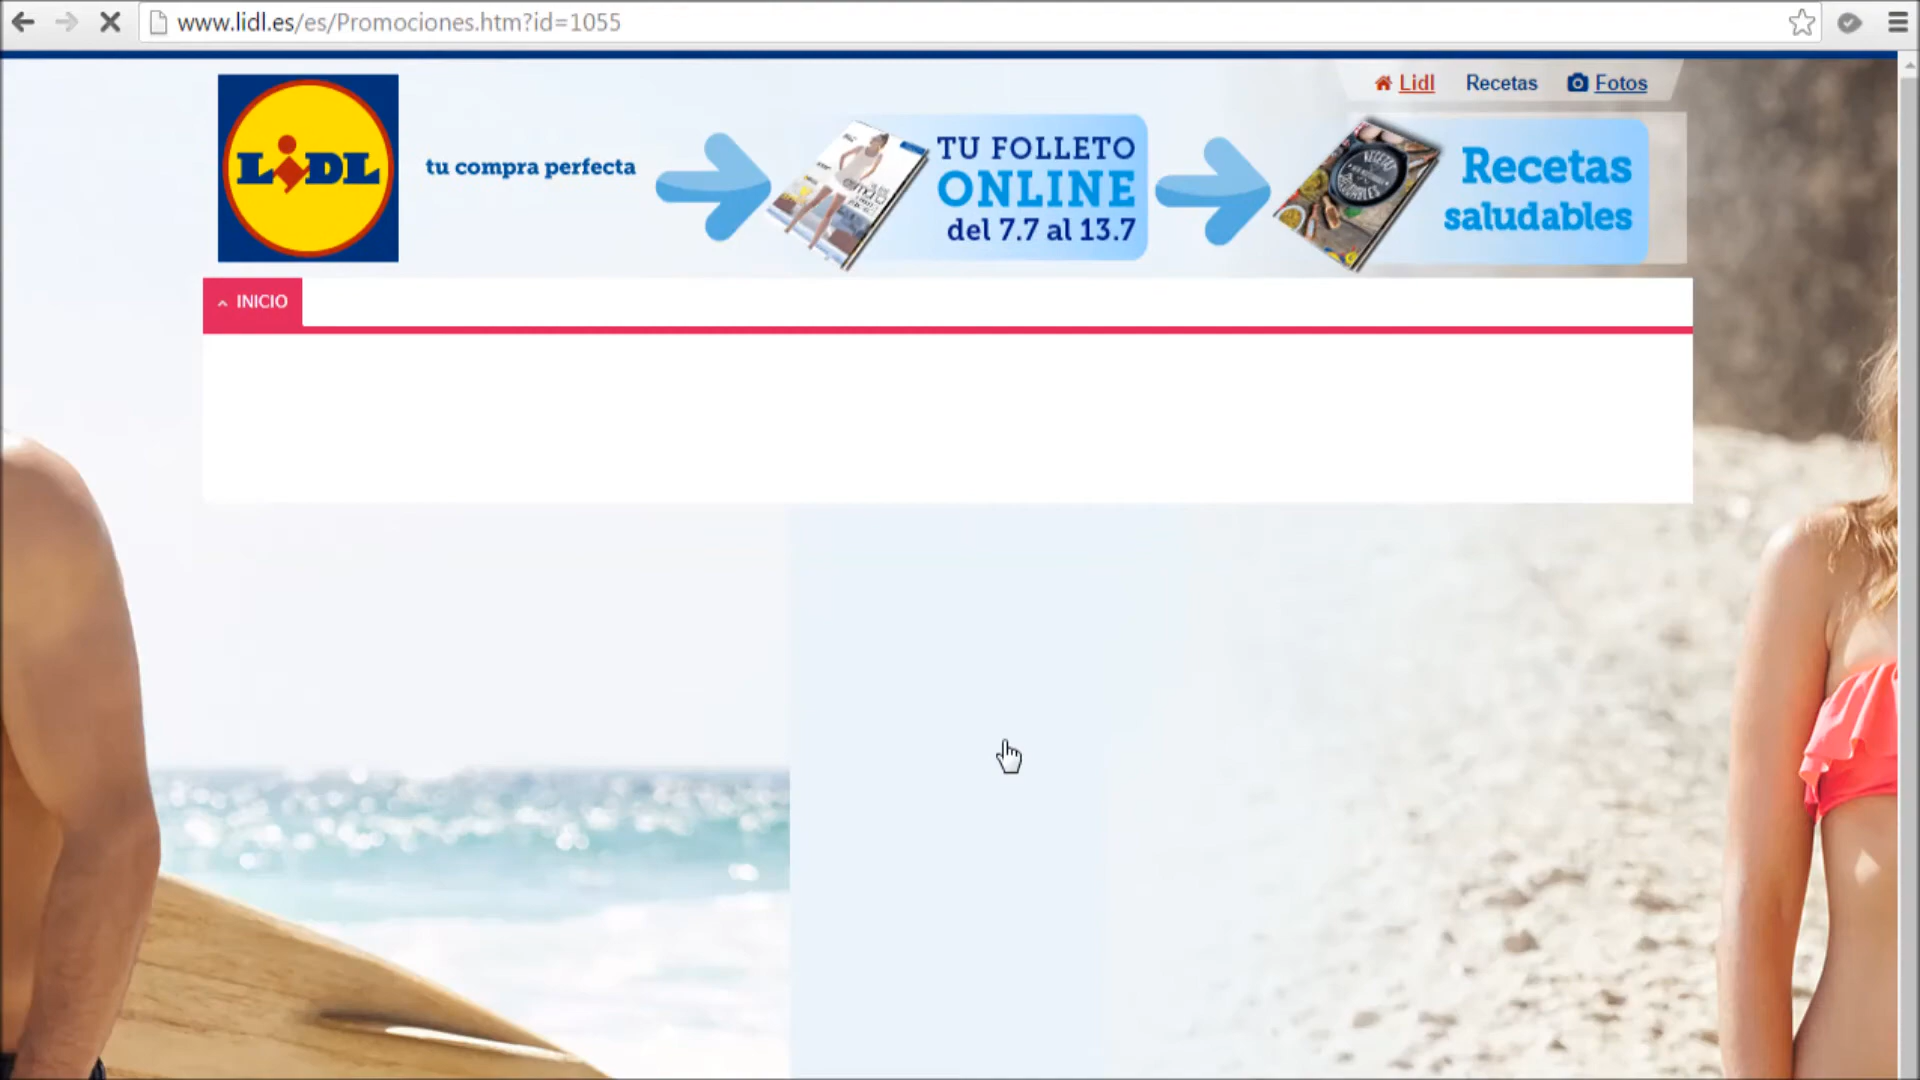 www.lidl.es/es/Promociones.htm?id=1055
Lidl
Recetas
Fotos
LiDL
tu compra perfecta
TU FOLLETO
ONLINE
del 7.7 al 13.7
Recetas
saludables
INICIO